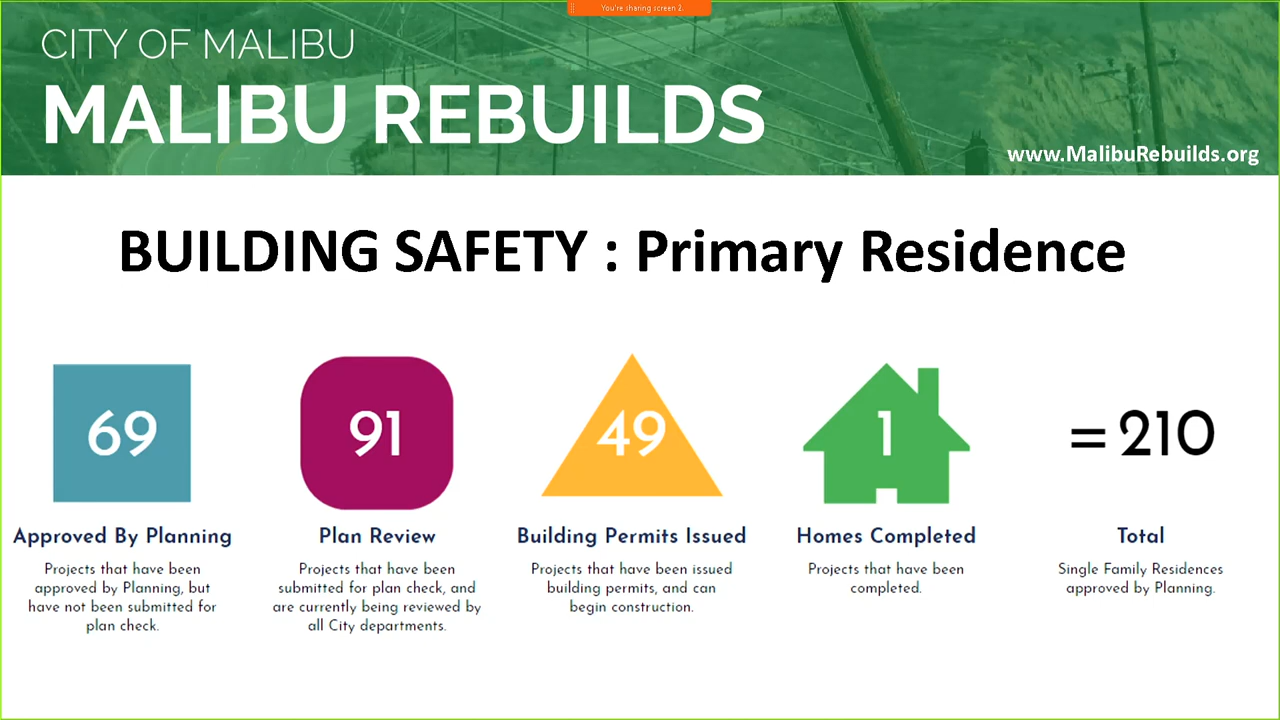 You're sharing screen 2.
CITY OF MALIBU
MALIBU REBUILDS
www.MalibuRebuilds.org
BUILDING SAFETY : Primary Residence
69
91
49
1
=210
Approved By Planning
Plan Review
Building Permits Issued
Homes Completed
Total
Projects that have been
approved by Planning, but
have not been submitted for
plan check.
Projects that have been
submitted for plan check, and
are currently being reviewed by
all City departments.
Projects that have been issued
building permits, and can
begin construction.
Projects that have been
completed.
Single Family Residences
approved by Planning.